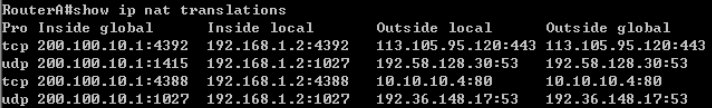 RouterA#show ip nat translations
Pro Inside global Inside local Outside local Outside global
tcp 200.100.10.1:4392 192.168.1.2:4392 113.105.95.120:443 113.105.95.120:443
udp 200.100.10.1:1415 192.168.1.2:1027 192.58.128.30:53 192.58.128.30:53
tcp 200.100.10.1:4388 192.168.1.2:4388 10.10.10.4:80 10.10.10.4:80
udp 200.100.10.1:1027 192.168.1.2:1027 192.36.148.17:53 192.36.148.17:53